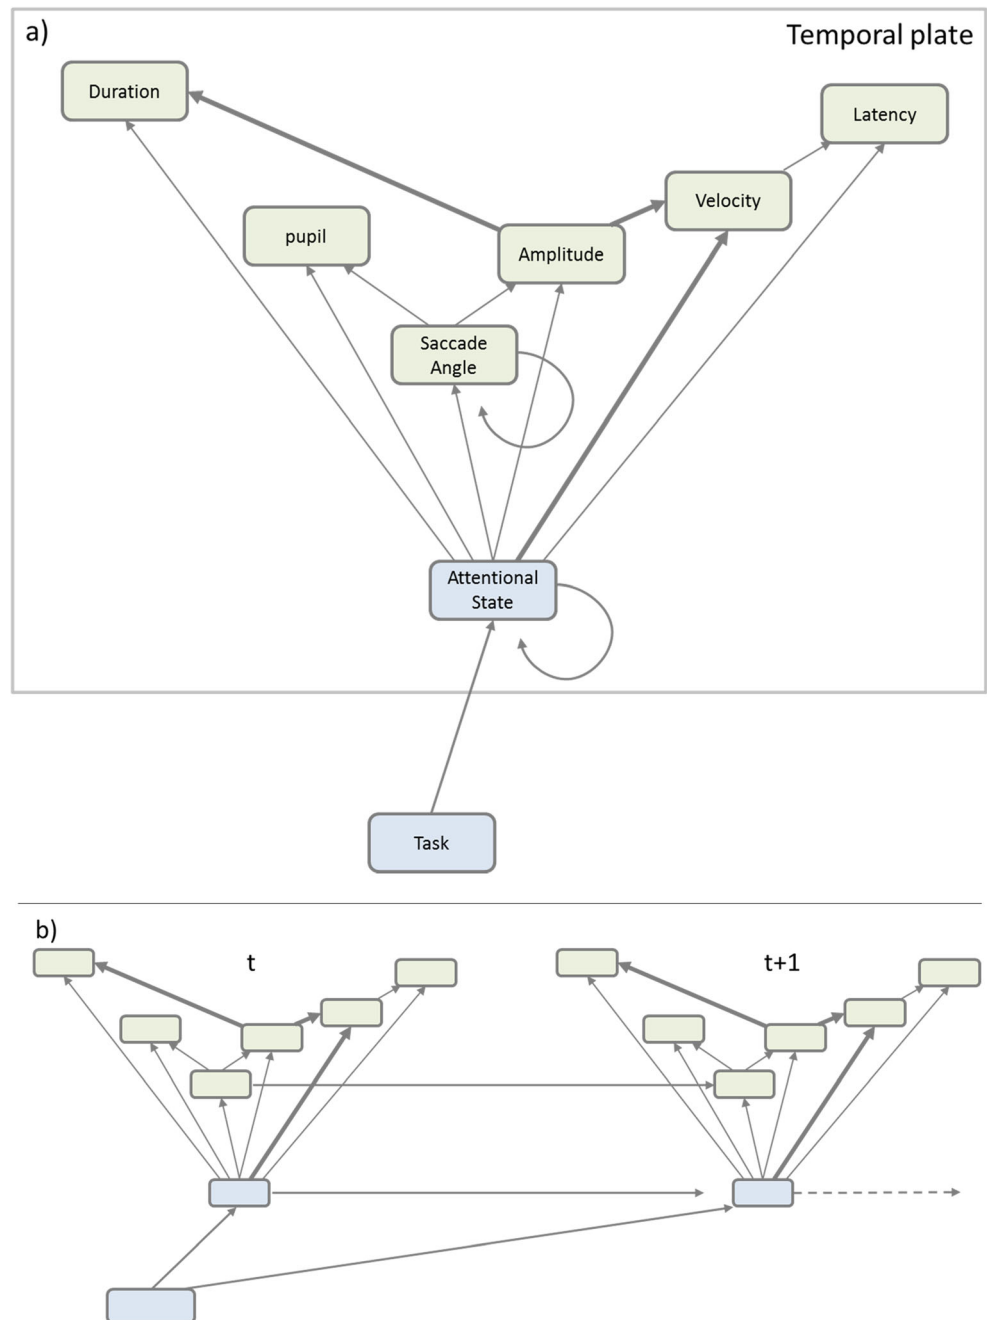 a)
Temporal plate
Duration
Latency
Velocity
pupil
Amplitude
Saccade
Angle
Attentional
State
Task
b)
t
t+1